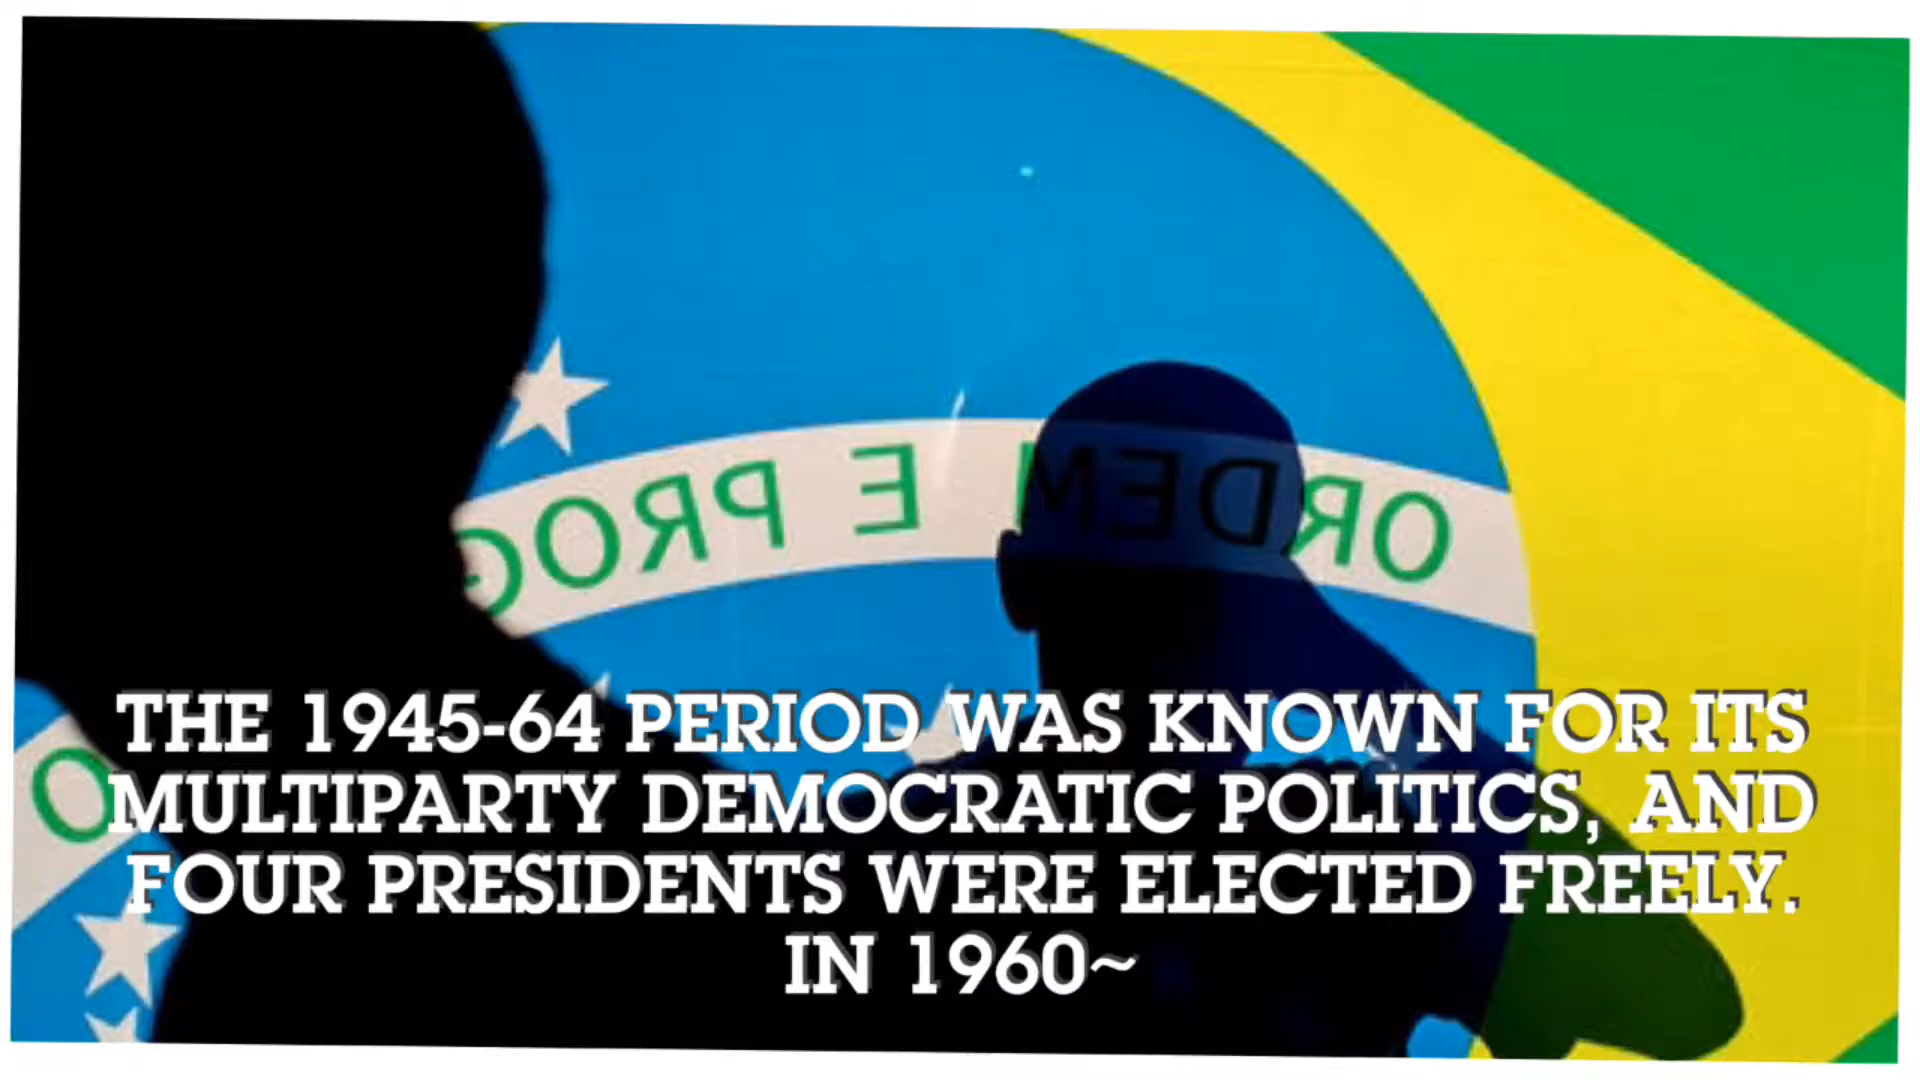 ORDEM E PROG
O
THE 1945-64 PERIOD WAS KNOWN FOR ITS
MULTIPARTY DEMOCRATIC POLITICS, AND
FOUR PRESIDENTS WERE ELECTED FREELY.
IN 1960~